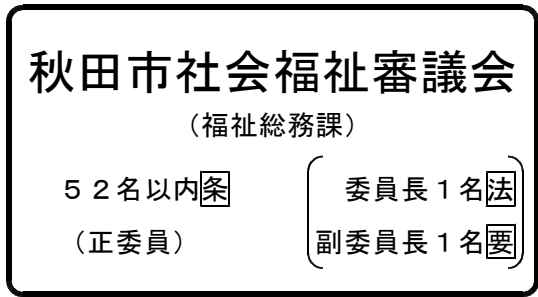 秋田市社会福祉審議会
（福祉総務課）
５２名以内条
（正委員）
委員長１名法
副委員長１名要